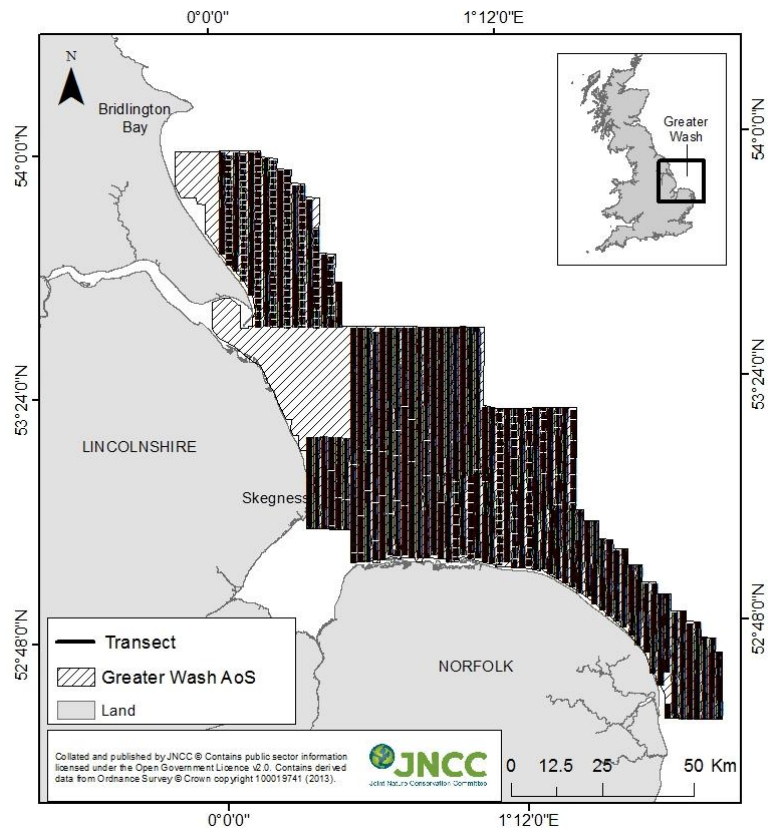 0°0'0"
1°12'0"E
N
Bridlington
Bay
Greater
Wash
54°0'0"N
54°0'0"N
53°24'0"N
53°24'0"N
LINCOLNSHIRE
Skegness
52°48'0"N
52°48'0"N
Transect
Greater Wash AoS
Land
NORFOLK
Collated and published by JNCC © Contains public sector information
licensed under the Open Government Licence v2.0. Contains derived
data from Ordnance Survey © Crown copyright 100019741 (2013).
JNCC
Joint Nature Conservation Committee
0 12.5 25 50 Km
0°0'0"E
1°12'0"E